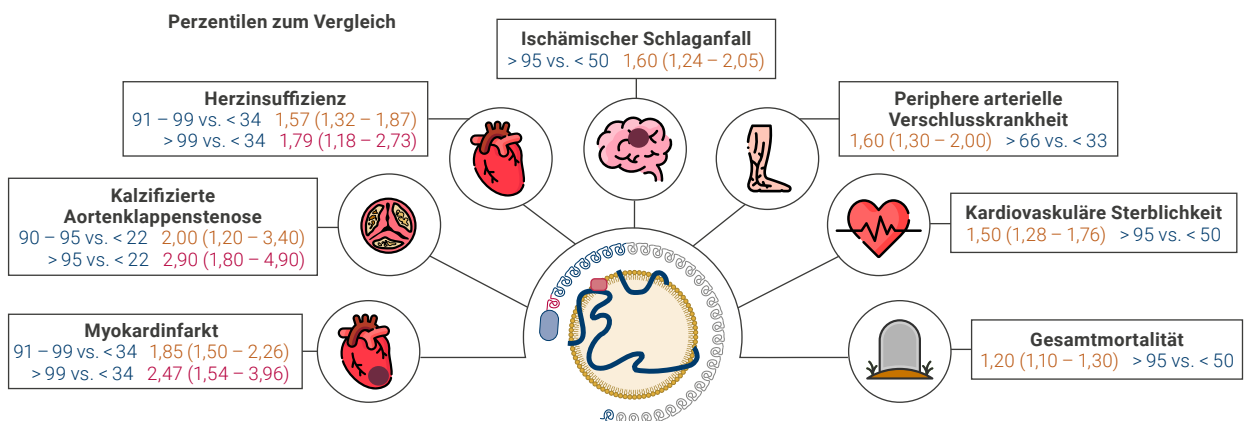 Perzentilen zum Vergleich
Ischämischer Schlaganfall
> 95 vs. < 50 1,60 (1,24 – 2,05)
Herzinsuffizienz
91 – 99 vs. < 34 1,57 (1,32 – 1,87)
> 99 vs. < 34 1,79 (1,18 – 2,73)
Periphere arterielle
Verschlusskrankheit
1,60 (1,30 – 2,00) > 66 vs. < 33
Kalzifizierte
Aortenklappenstenose
90 – 95 vs. < 22 2,00 (1,20 – 3,40)
> 95 vs. < 22 2,90 (1,80 – 4,90)
Kardiovaskuläre Sterblichkeit
1,50 (1,28 – 1,76) > 95 vs. < 50
Myokardinfarkt
91 – 99 vs. < 34 1,85 (1,50 – 2,26)
> 99 vs. < 34 2,47 (1,54 – 3,96)
Gesamtmortalität
1,20 (1,10 – 1,30) > 95 vs. < 50